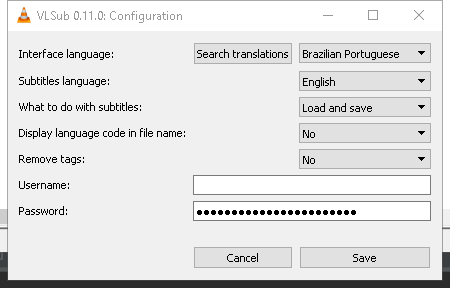 VLSub 0.11.0: Configuration
Interface language: Search translations Brazilian Portuguese
Subtitles language: English
What to do with subtitles: Load and save
Display language code in file name: No
Remove tags: No
Username:
Password: ●●●●●●●●●●●●●●●●●●●●●●●
Cancel Save